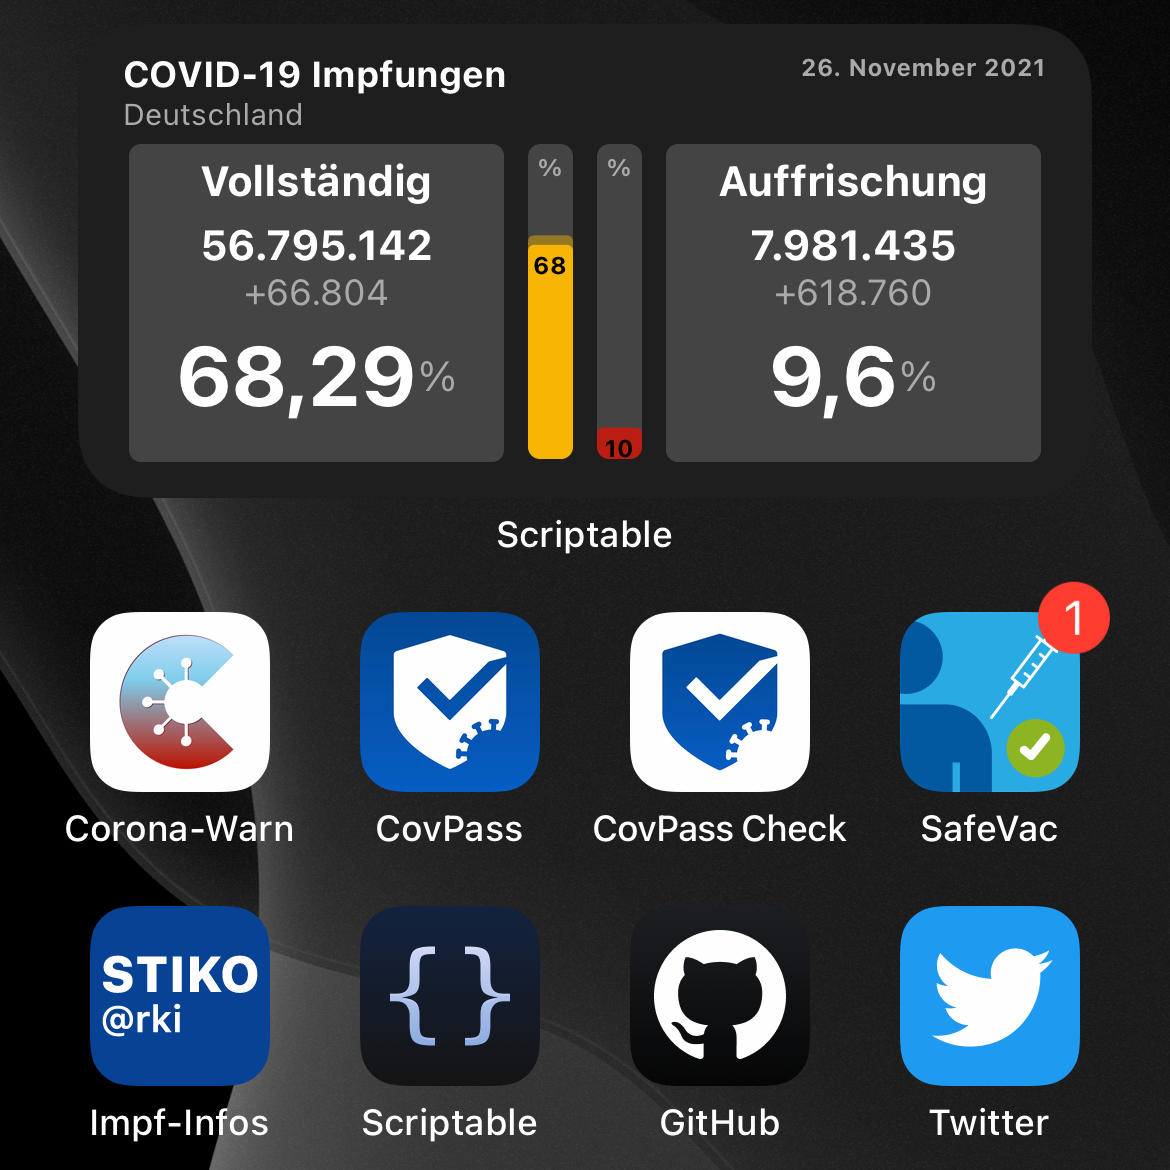 COVID-19 Impfungen
26. November 2021
Deutschland
Vollständig
56.795.142
+66.804
68,29%
%
68
%
10
Auffrischung
7.981.435
+618.760
9,6%
Scriptable
1
Corona-Warn
CovPass
CovPass Check
SafeVac
STIKO
@rki
{}
Impf-Infos
Scriptable
GitHub
Twitter